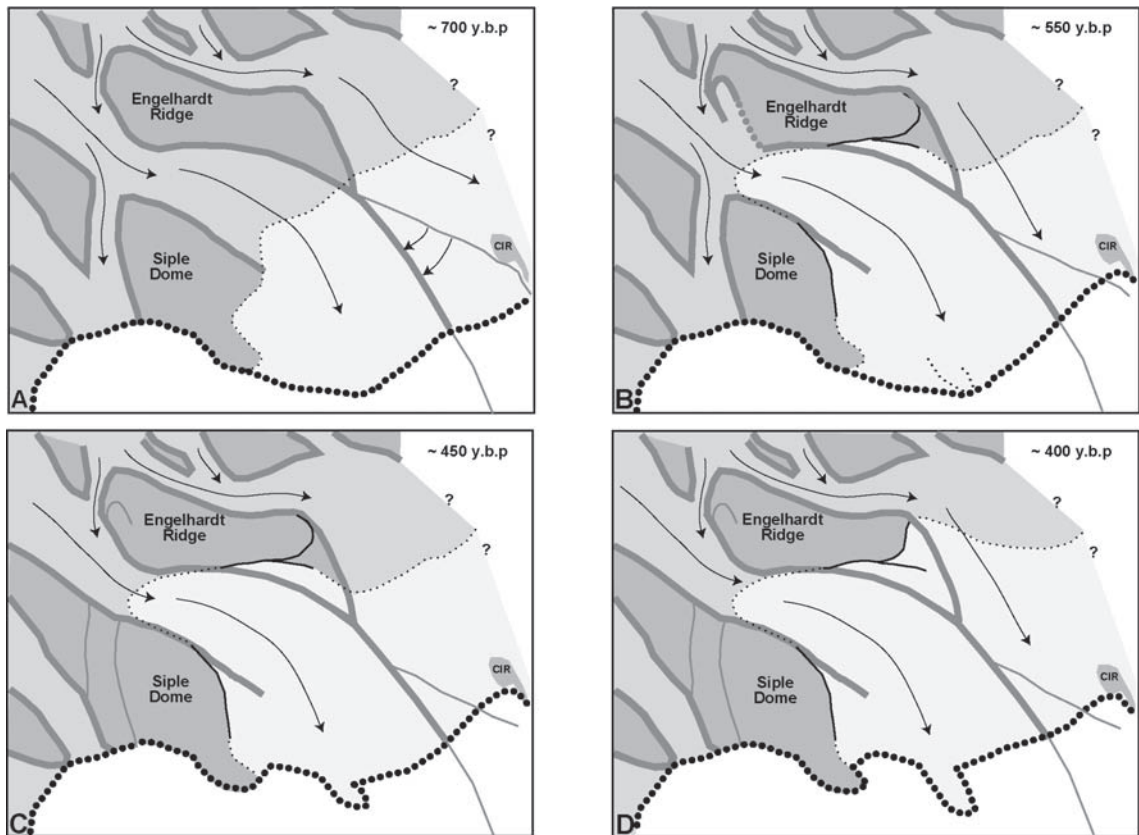 ~ 700 y.b.p
?
Engelhardt
Ridge
?
CIR
Siple
Dome
A
~ 550 y.b.p
?
Engelhardt
Ridge
?
CIR
Siple
Dome
B
~ 450 y.b.p
?
Engelhardt
Ridge
?
CIR
Siple
Dome
C
~ 400 y.b.p
?
Engelhardt
Ridge
?
CIR
Siple
Dome
D